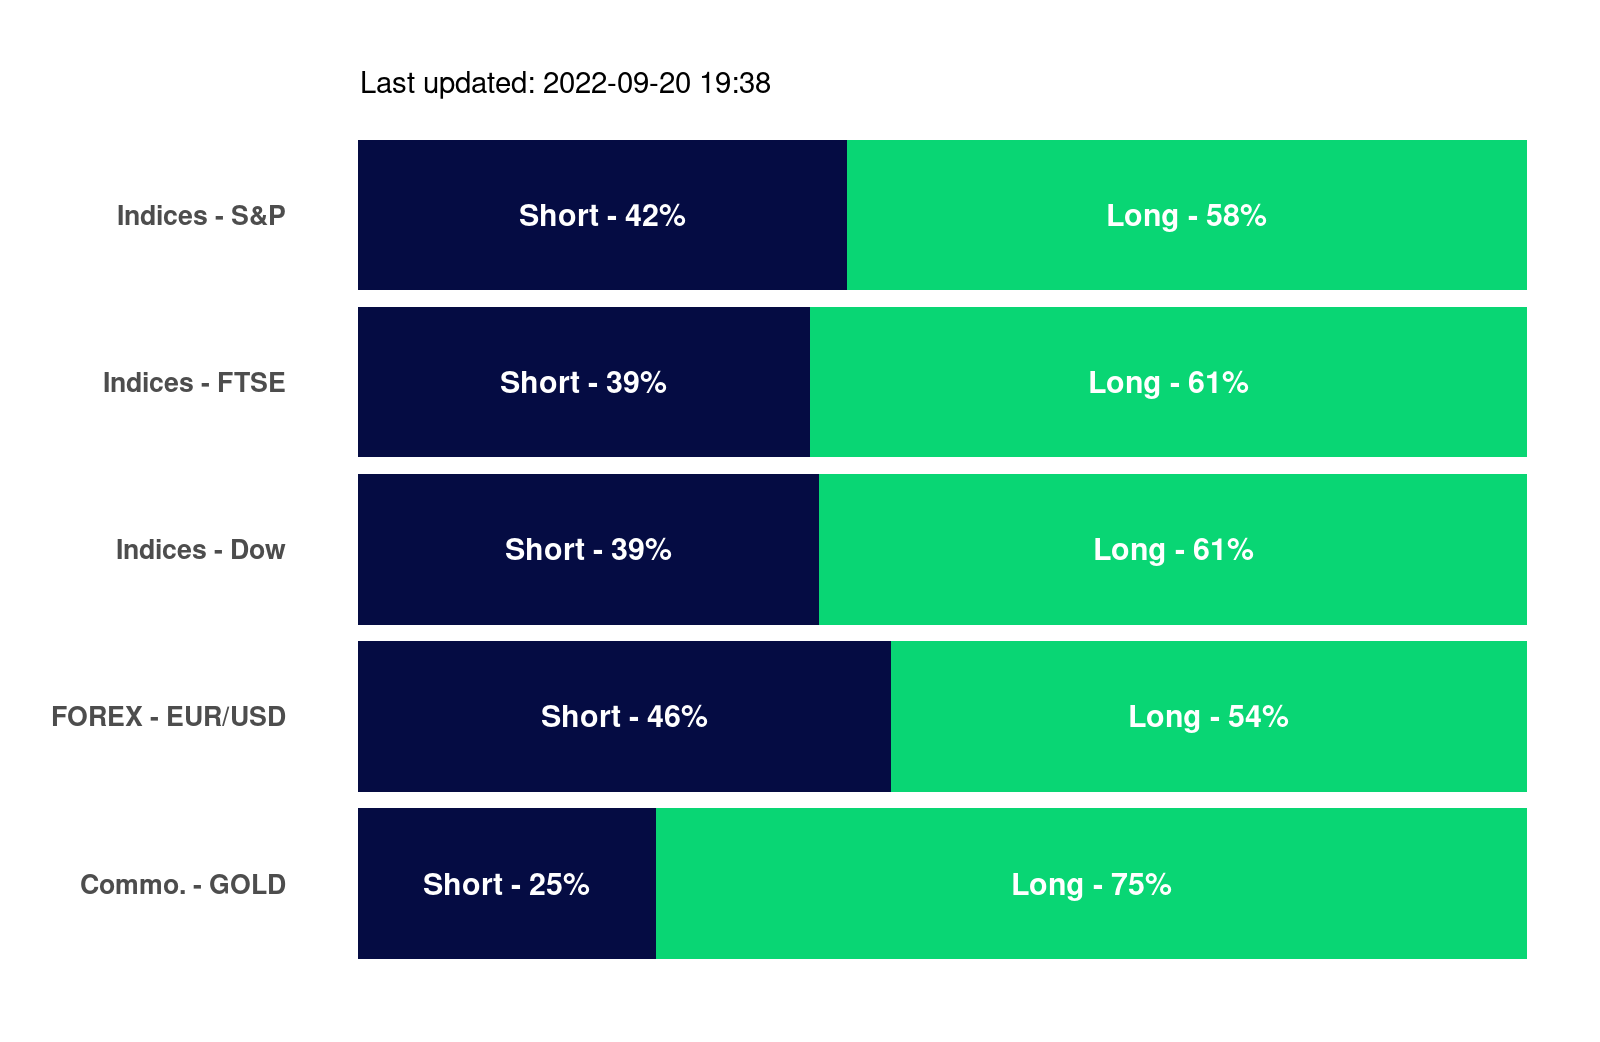 Last updated: 2022-09-20 19:38
Indices - S&P Short - 42% Long - 58%
Indices - FTSE Short - 39% Long - 61%
Indices - Dow Short - 39% Long - 61%
FOREX - EUR/USD Short - 46% Long - 54%
Commo. - GOLD Short - 25% Long - 75%